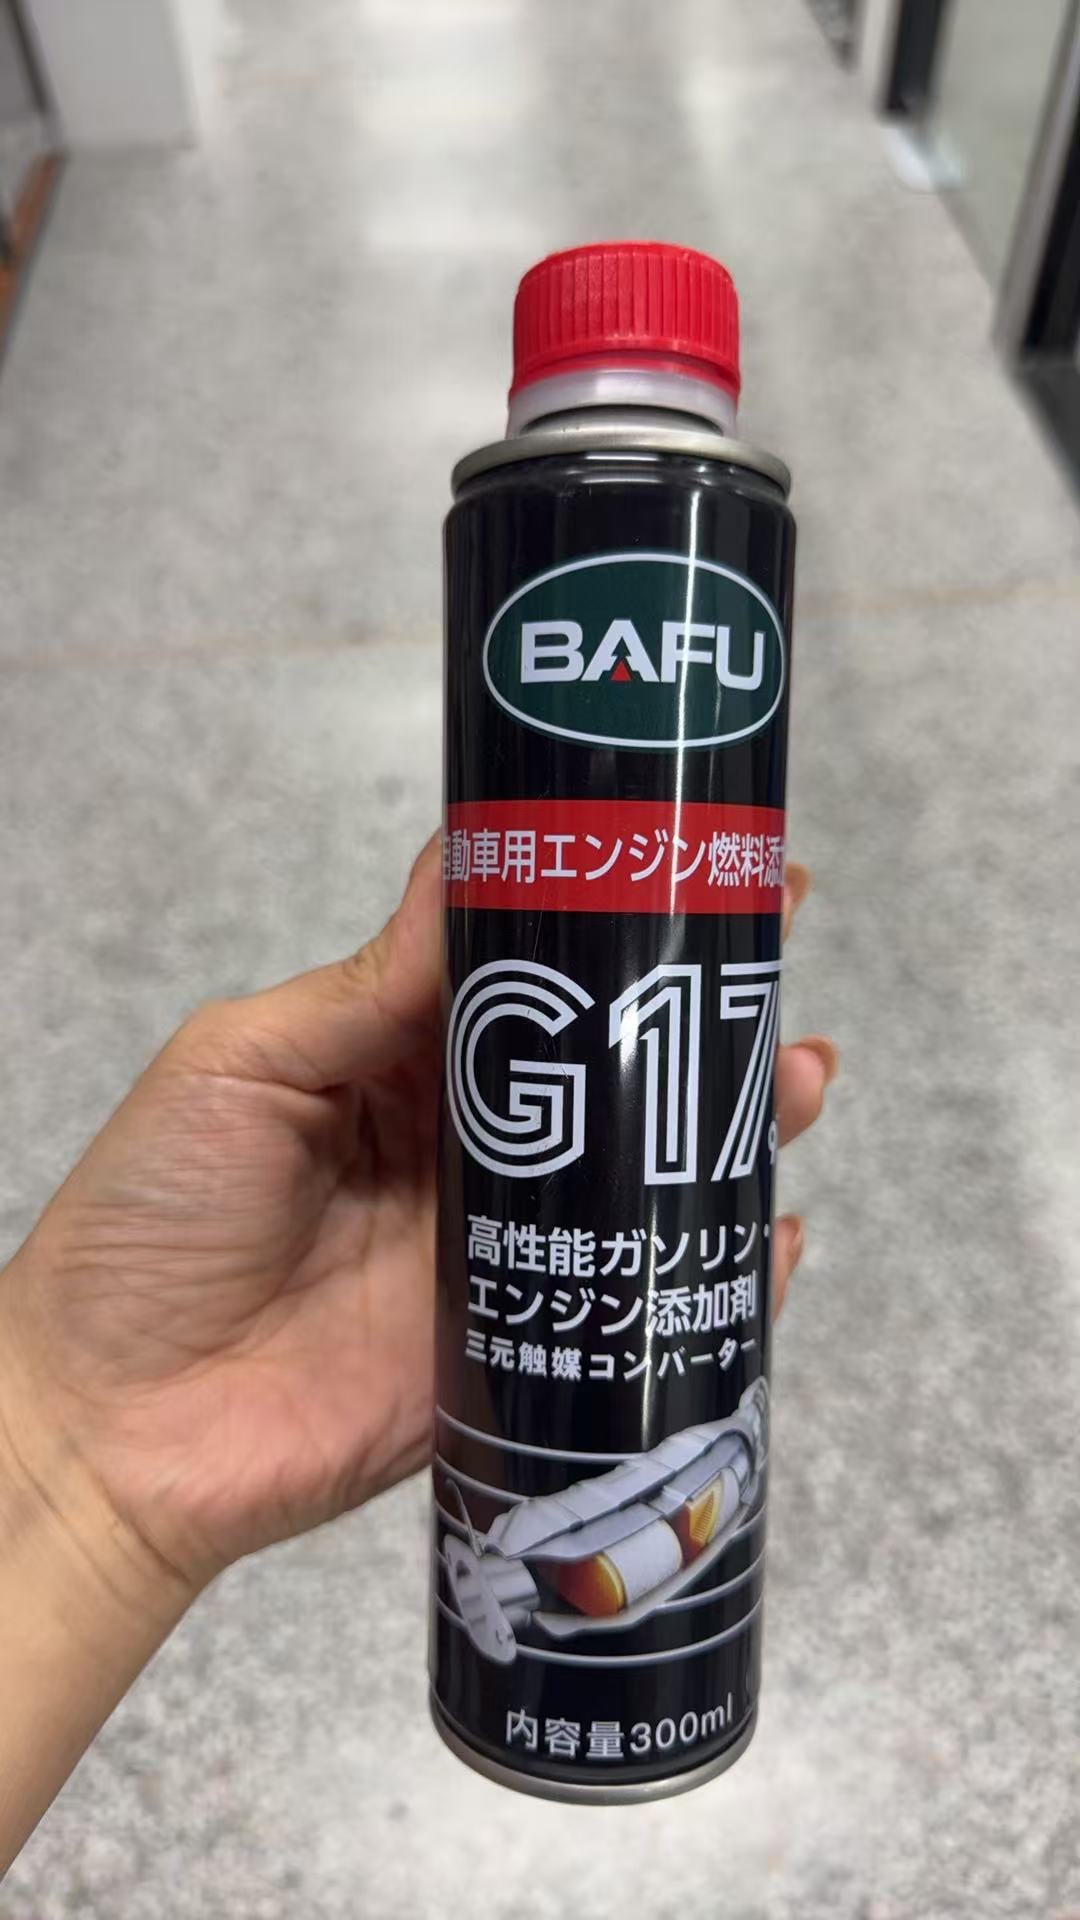 BAFU
自動車用エンジン燃料添加
G17
高性能ガソリン・
エンジン添加剤
三元触媒コンバーター
内容量300ml